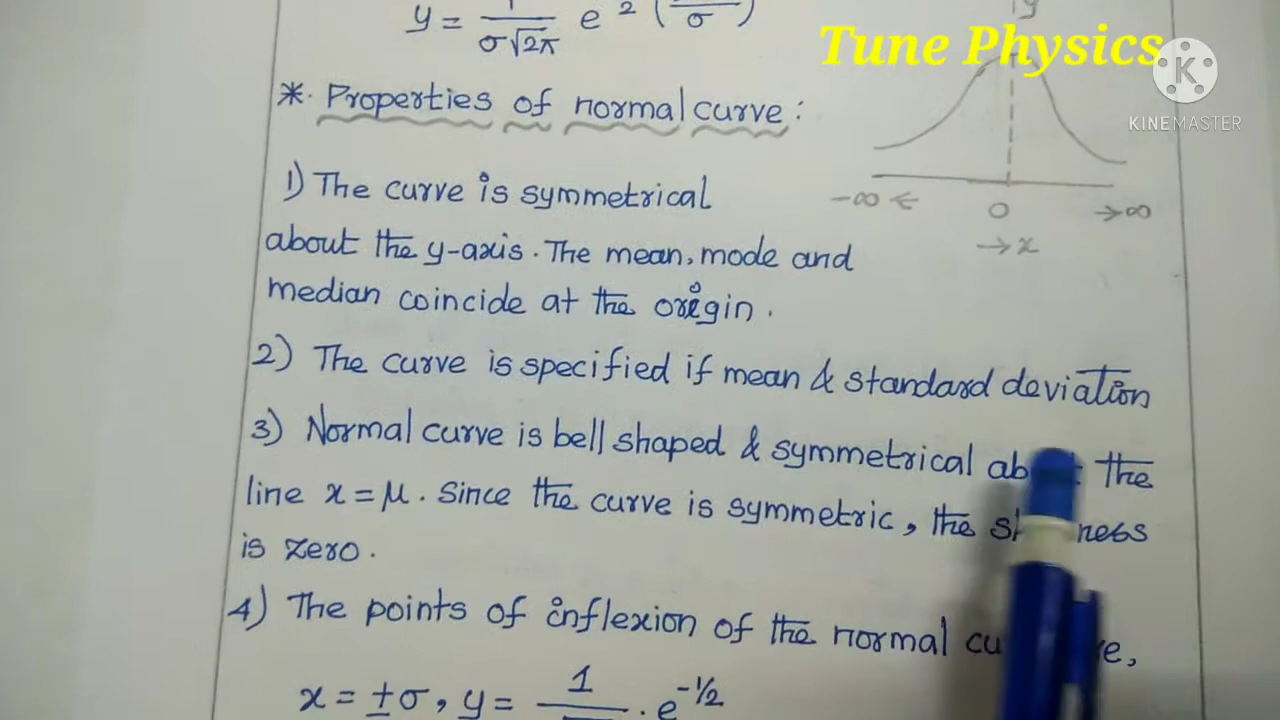 y = 1/σ√2π e 2 ( /σ )
Tune Physics
K
KINEMASTER
y
*. Properties of normal curve :
-∞ ← 0 → ∞
→ x
1) The curve is symmetrical
about the y-axis. The mean, mode and
median coincide at the origin.
2) The curve is specified if mean & standard deviation
3) Normal curve is bell shaped & symmetrical the
line x = μ. Since the curve is symmetric, the
is zero.
4) The points of inflexion of the normal
x = ±σ, y = 1/√ . e^-1/2